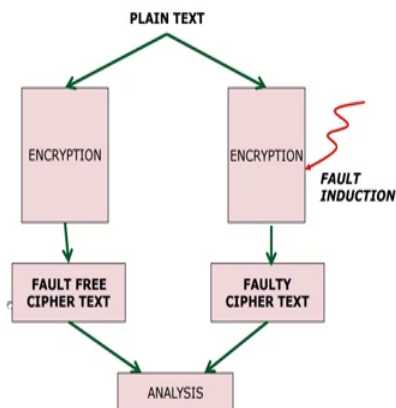 PLAIN TEXT
ENCRYPTION
ENCRYPTION
FAULT
INDUCTION
FAULT FREE
CIPHER TEXT
FAULTY
CIPHER TEXT
ANALYSIS